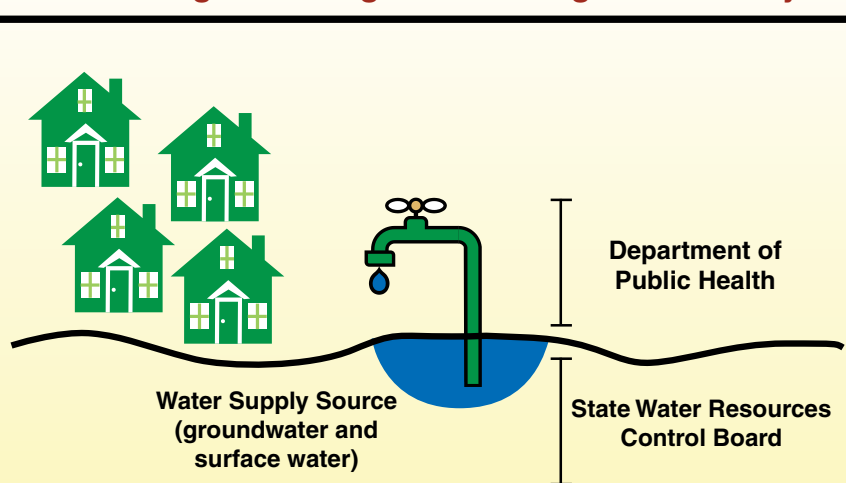 Department of
Public Health
Water Supply Source
(groundwater and
surface water)
State Water Resources
Control Board